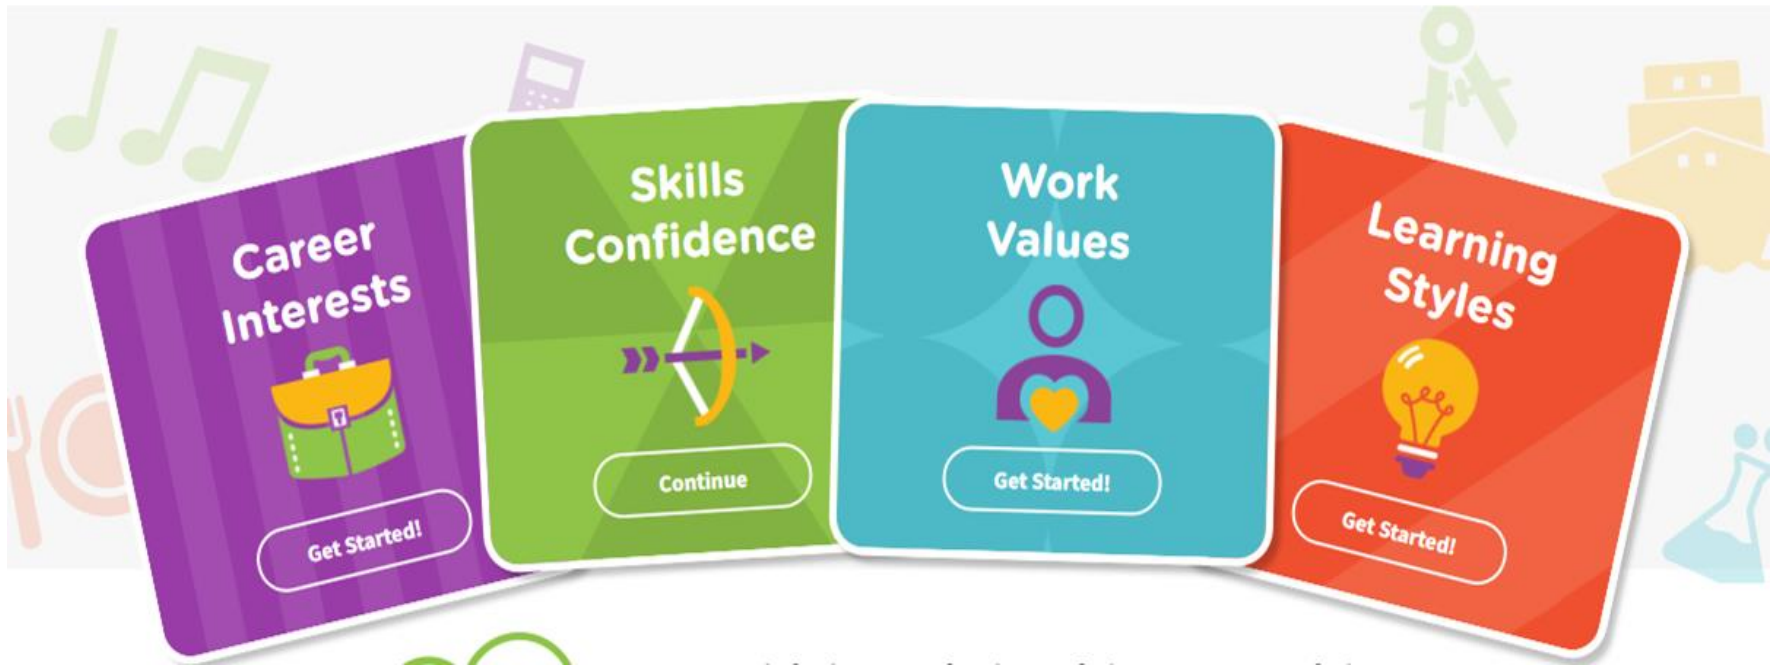 Career
Interests
Get Started!
Skills
Confidence
Continue
Work
Values
Get Started!
Learning
Styles
Get Started!